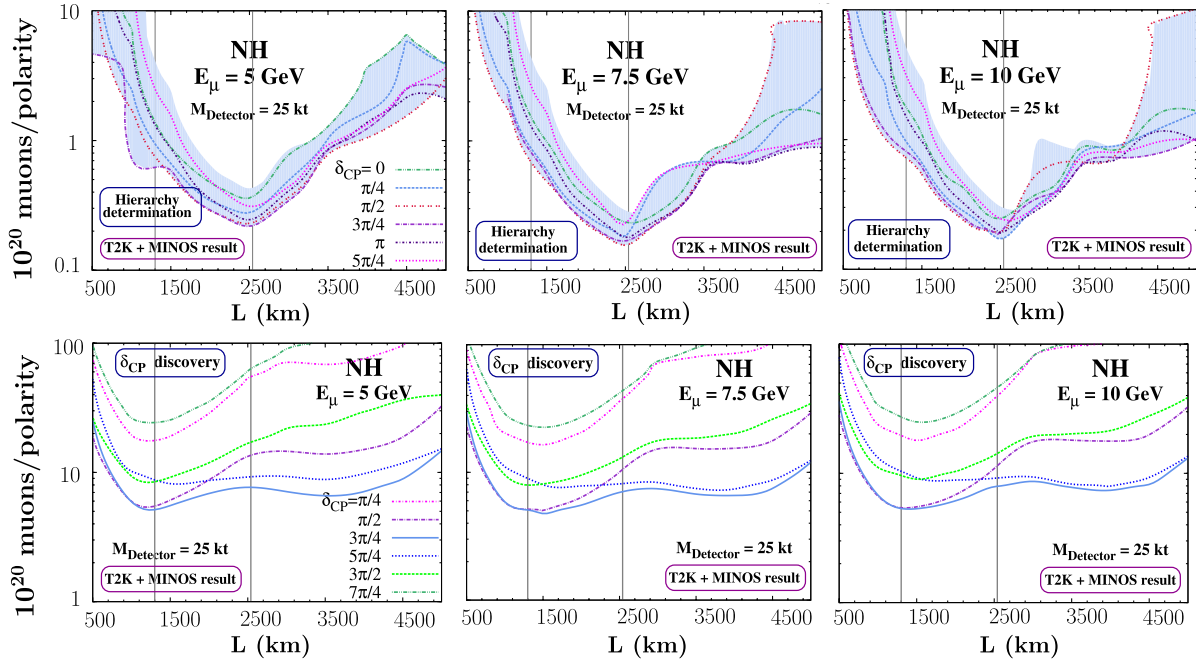 10²⁰ muons/polarity
10
1
0.1
NH
E_μ = 5 GeV
M_Detector = 25 kt
Hierarchy
determination
T2K + MINOS result
δ_CP = 0
π/4
π/2
3π/4
π
5π/4
500
1500
2500
3500
4500
L (km)
NH
E_μ = 7.5 GeV
M_Detector = 25 kt
Hierarchy
determination
T2K + MINOS result
500
1500
2500
3500
4500
L (km)
NH
E_μ = 10 GeV
M_Detector = 25 kt
Hierarchy
determination
T2K + MINOS result
500
1500
2500
3500
4500
L (km)
10²⁰ muons/polarity
100
10
1
δ_CP discovery
NH
E_μ = 5 GeV
δ_CP=π/4
π/2
3π/4
5π/4
3π/2
7π/4
M_Detector = 25 kt
T2K + MINOS result
500
1500
2500
3500
4500
L (km)
δ_CP discovery
NH
E_μ = 7.5 GeV
M_Detector = 25 kt
T2K + MINOS result
500
1500
2500
3500
4500
L (km)
δ_CP discovery
NH
E_μ = 10 GeV
M_Detector = 25 kt
T2K + MINOS result
500
1500
2500
3500
4500
L (km)